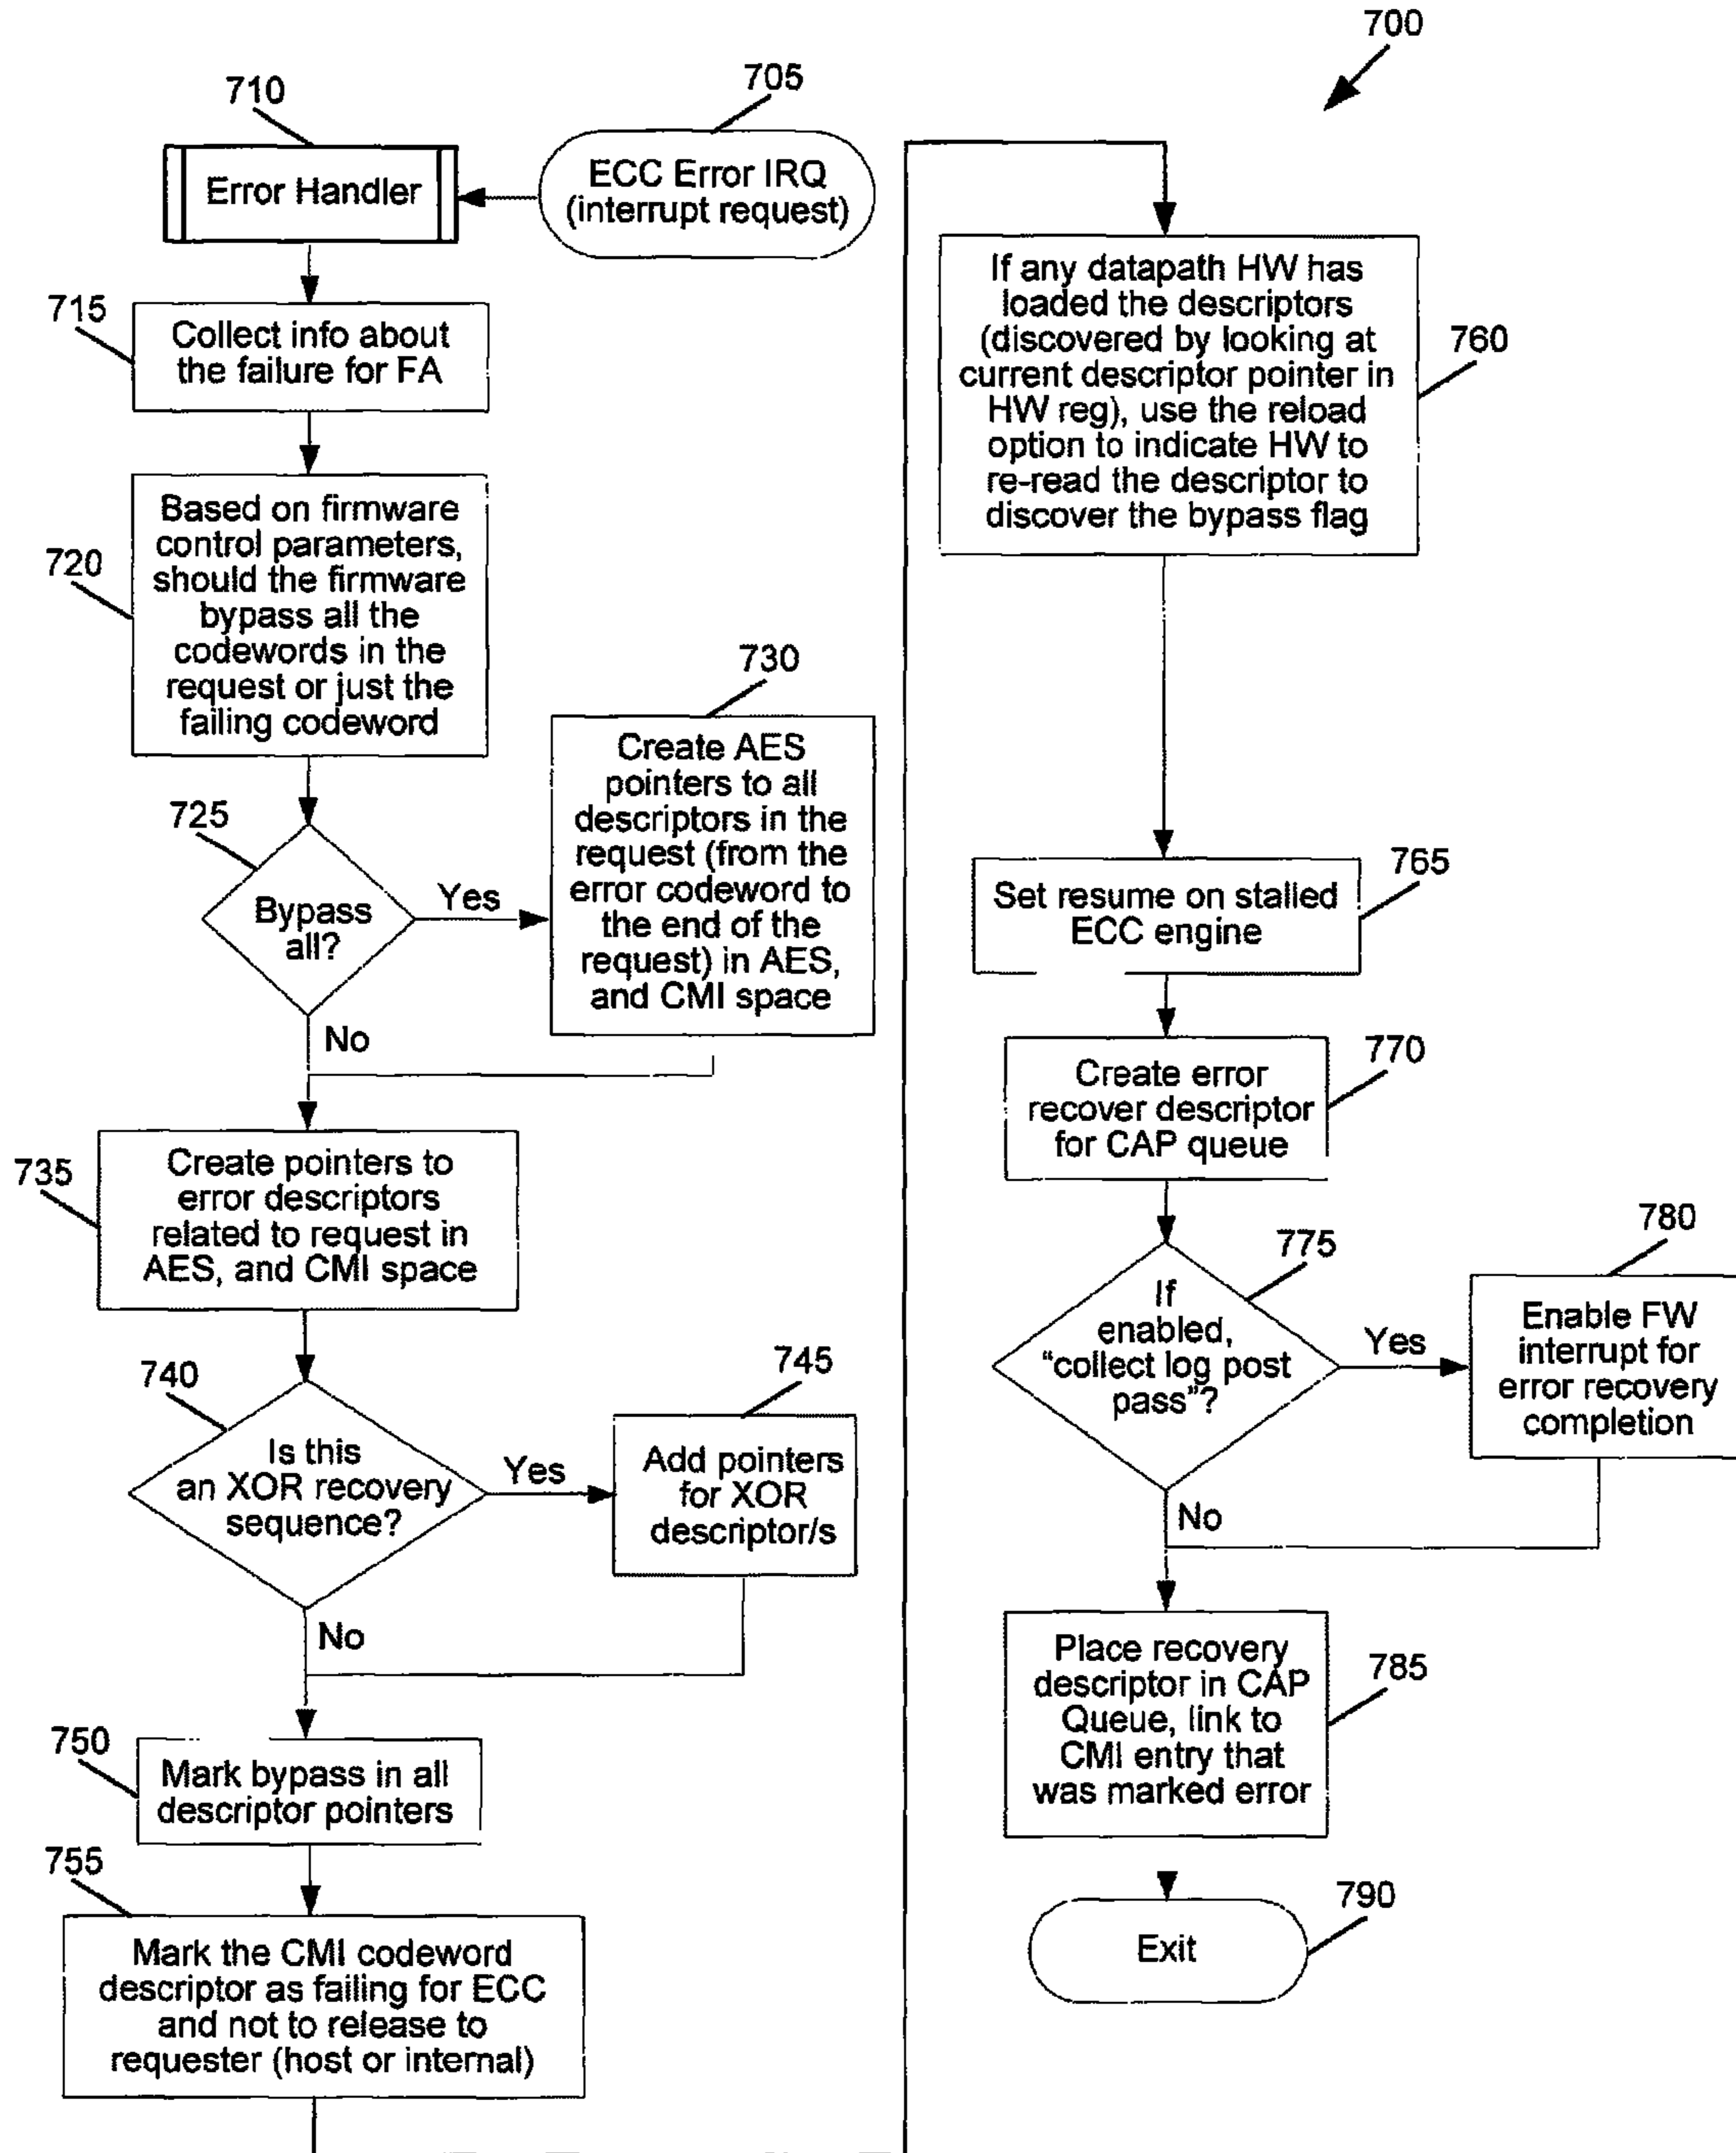 700
705
710
ECC Error IRQ
(interrupt request)
Error Handler
715
Collect info about
the failure for FA
720
Based on firmware
control parameters,
should the firmware
bypass all the
codewords in the
request or just the
failing codeword
725
Bypass
all?
Yes
No
730
Create AES
pointers to all
descriptors in the
request (from the
error codeword to
the end of the
request) in AES,
and CMI space
735
Create pointers to
error descriptors
related to request in
AES, and CMI space
740
Is this
an XOR recovery
sequence?
Yes
No
745
Add pointers
for XOR
descriptor/s
750
Mark bypass in all
descriptor pointers
755
Mark the CMI codeword
descriptor as failing for ECC
and not to release to
requester (host or internal)
760
If any datapath HW has
loaded the descriptors
(discovered by looking at
current descriptor pointer in
HW reg), use the reload
option to indicate HW to
re-read the descriptor to
discover the bypass flag
765
Set resume on stalled
ECC engine
770
Create error
recover descriptor
for CAP queue
775
If
enabled,
“collect log post
pass”?
Yes
No
780
Enable FW
interrupt for
error recovery
completion
785
Place recovery
descriptor in CAP
Queue, link to
CMI entry that
was marked error
790
Exit